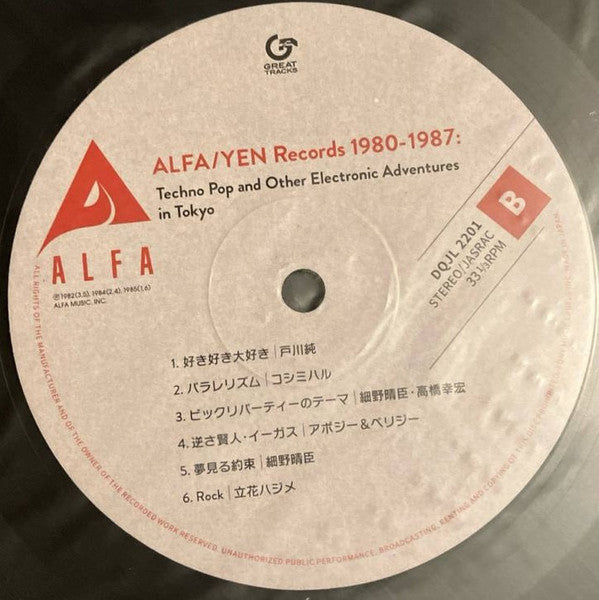 GREAT
TRACKS
ALFA/YEN Records 1980-1987:
Techno Pop and Other Electronic Adventures
in Tokyo
ALFA
℗1982(3,5), 1984(2,4), 1985(1,6)
ALFA MUSIC, INC.
B
DQJL 2201
STEREO/JASRAC
33 1/3RPM
1. 好き好き大好き|戸川純
2. パラレリズム|コシミハル
3. ピックリパーティーのテーマ|細野晴臣・高橋幸宏
4. 逆さ賢人・イーガス|アポジー&ペリジー
5. 夢見る約束|細野晴臣
6. Rock|立花ハジメ
ALL RIGHTS OF THE MANUFACTURER AND OF THE OWNER OF THE RECORDED WORK RESERVED. UNAUTHORIZED PUBLIC PERFORMANCE, BROADCASTING, RENTING AND COPYING OF THIS